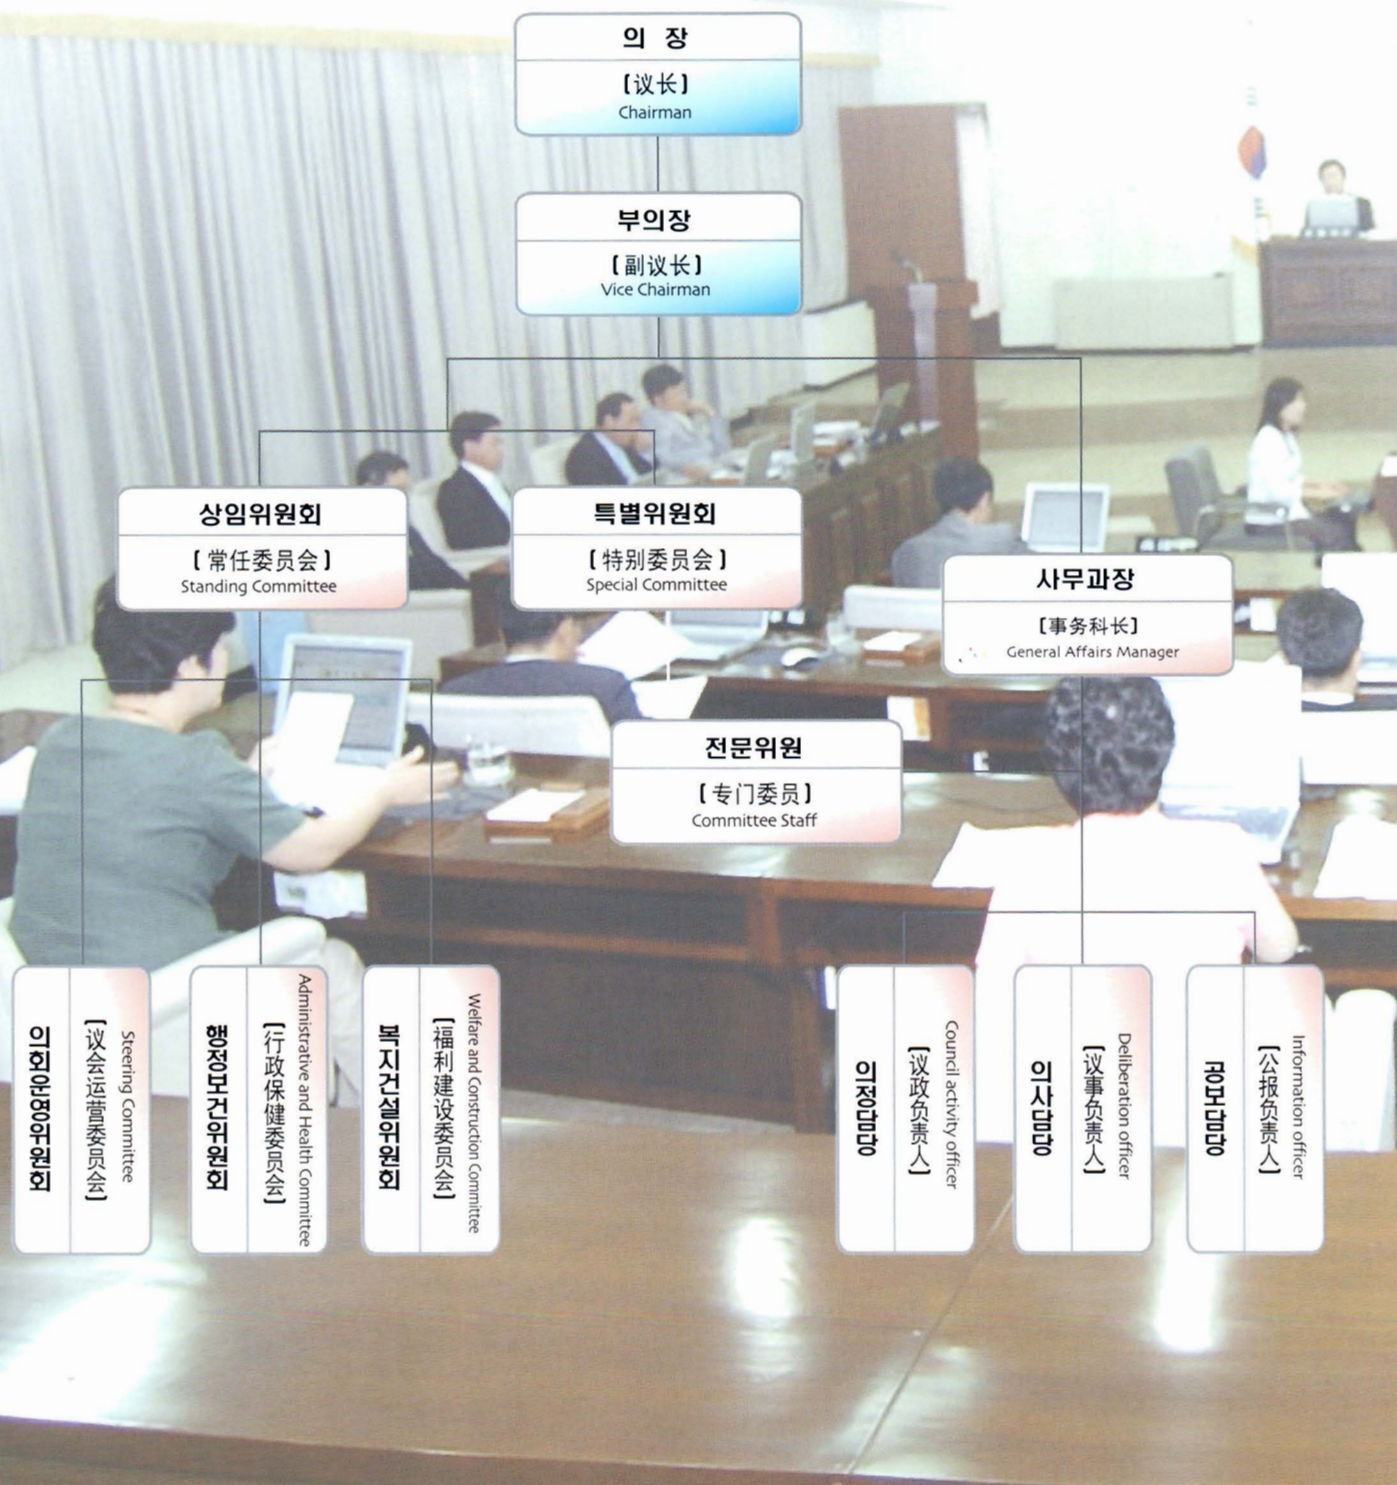 의 장
[议长]
Chairman
부의장
[副议长]
Vice Chairman
상임위원회
[常任委员会]
Standing Committee
특별위원회
[特别委员会]
Special Committee
사무과장
[事务科长]
General Affairs Manager
전문위원
[专门委员]
Committee Staff
의회운영위원회
[议会运营委员会]
Steering Committee
행정보건위원회
[行政保健委员会]
Administrative and Health Committee
복지건설위원회
[福利建设委员会]
Welfare and Construction Committee
의정담당
[议政负责人]
Council activity officer
의사담당
[议事负责人]
Deliberation officer
공보담당
[公报负责人]
Information officer